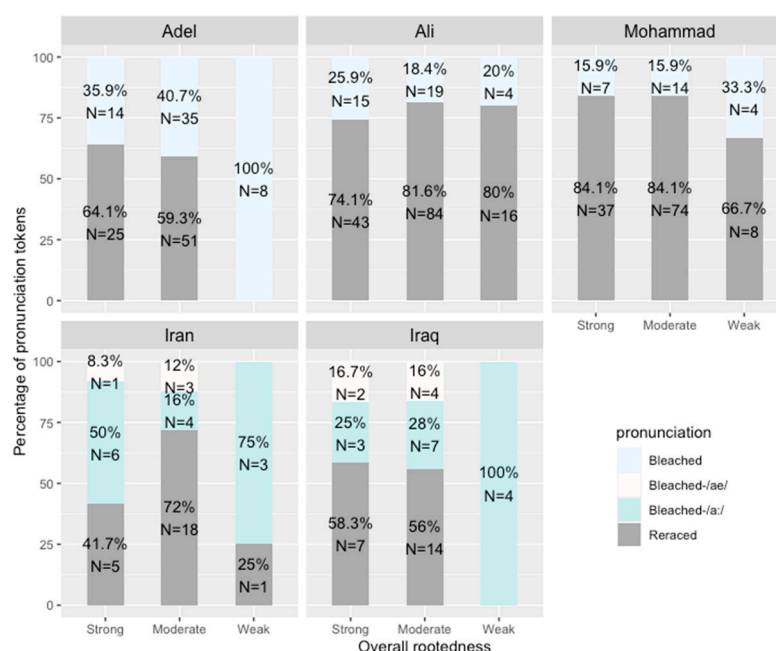 Adel
Ali
Mohammad
Percentage of pronunciation tokens
100
75
50
25
0
35.9%
N=14
64.1%
N=25
40.7%
N=35
59.3%
N=51
100%
N=8
25.9%
N=15
74.1%
N=43
18.4%
N=19
81.6%
N=84
20%
N=4
80%
N=16
15.9%
N=7
84.1%
N=37
15.9%
N=14
84.1%
N=74
33.3%
N=4
66.7%
N=8
Strong
Moderate
Weak
Iran
Iraq
100
75
50
25
0
8.3%
N=1
50%
N=6
41.7%
N=5
12%
N=3
16%
N=4
72%
N=18
75%
N=3
25%
N=1
16.7%
N=2
25%
N=3
58.3%
N=7
16%
N=4
28%
N=7
56%
N=14
100%
N=4
Strong
Moderate
Weak
Strong
Moderate
Weak
Overall rootedness
pronunciation
Bleached
Bleached-/ae/
Bleached-/a:/
Reraced